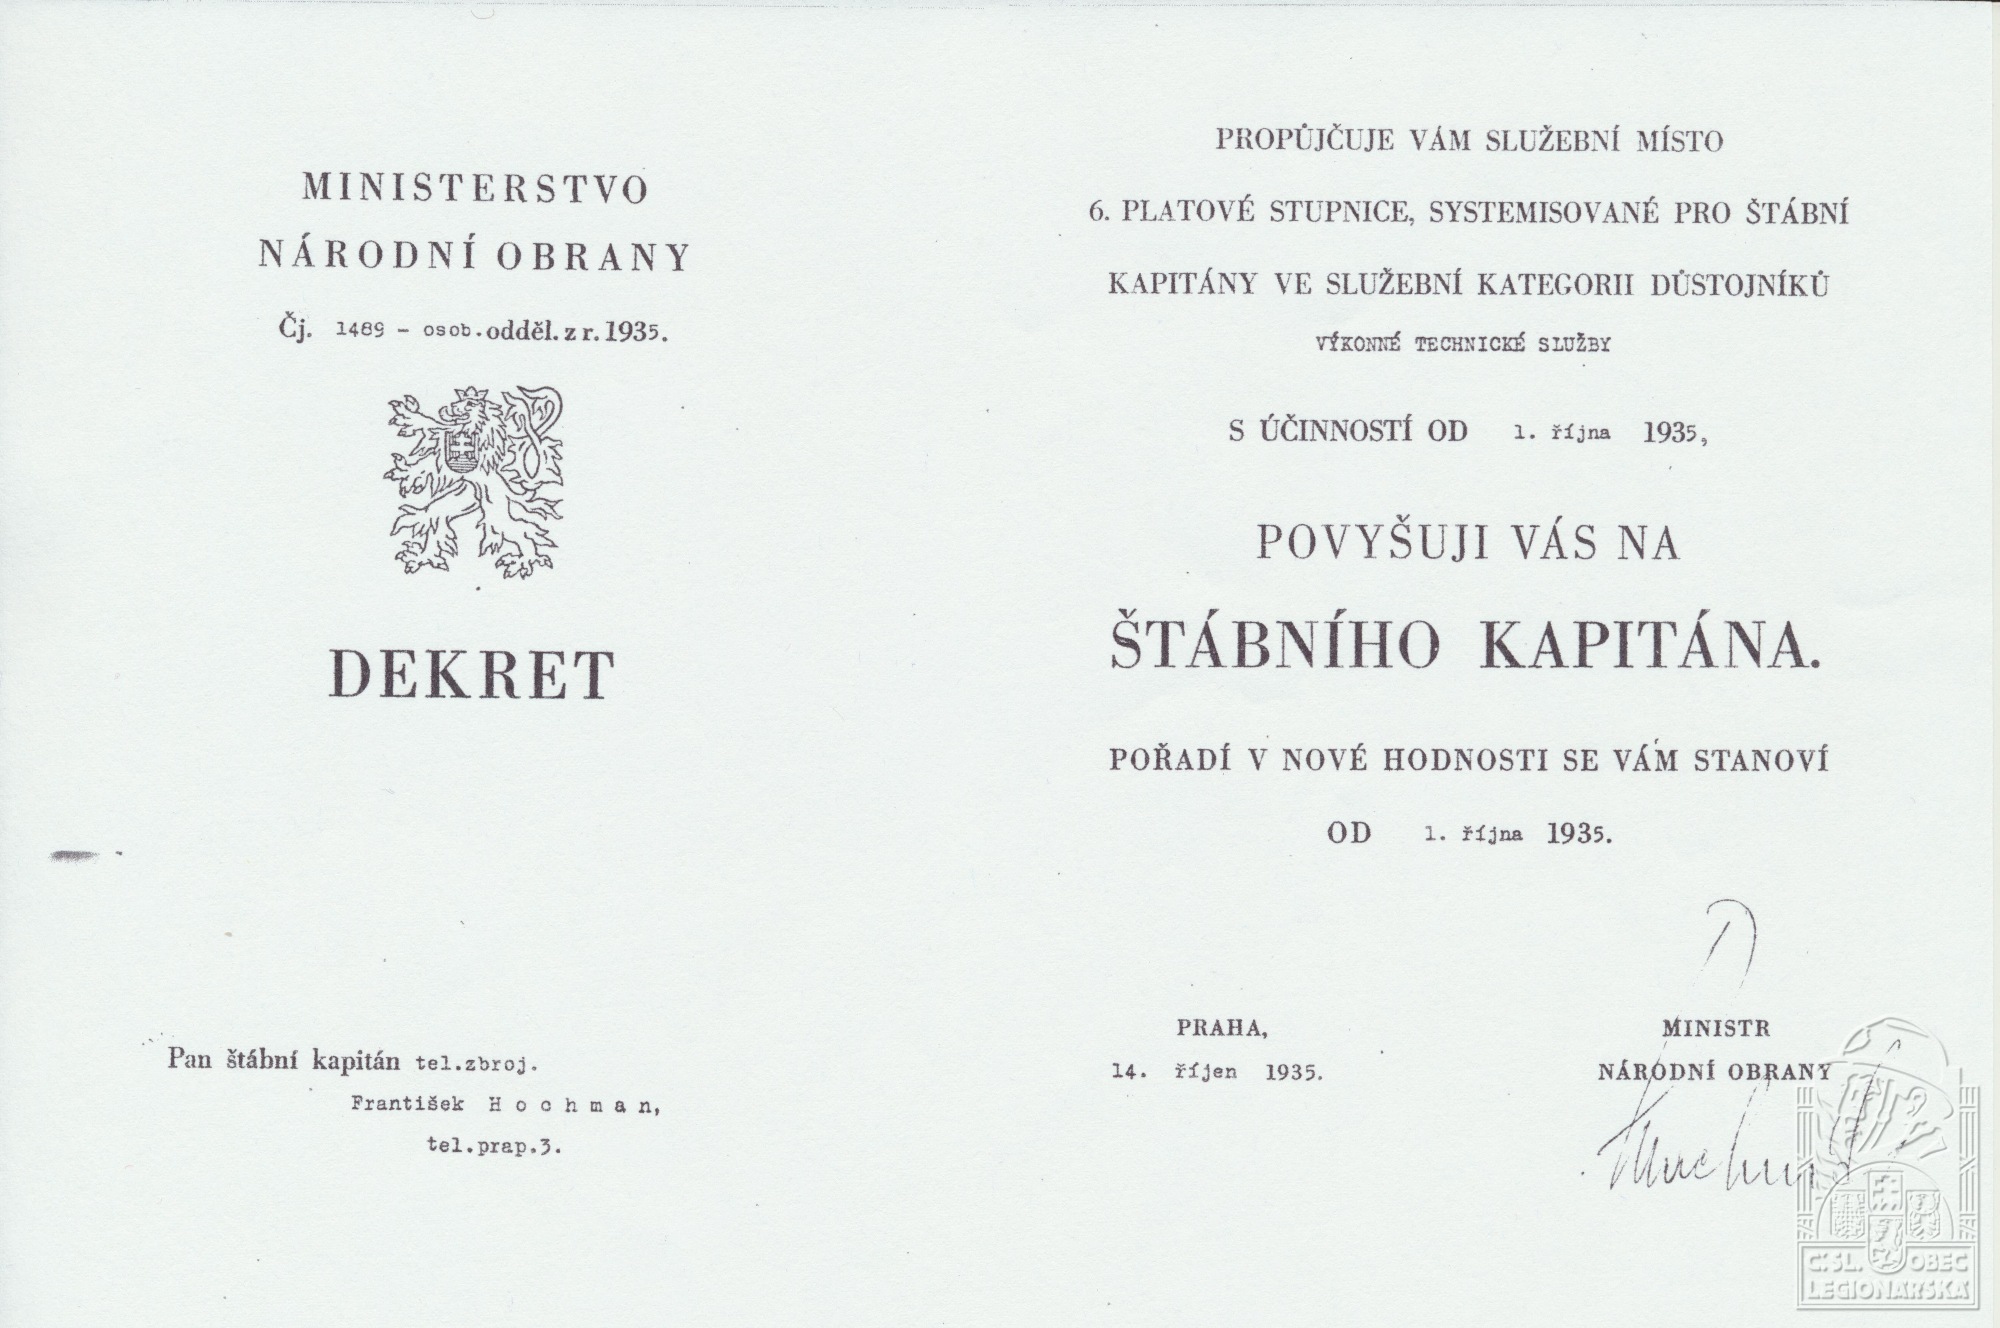 MINISTERSTVO
NÁRODNÍ OBRANY
Čj. 1489 - osob.odděl. z r. 1935.
DEKRET
Pan štábní kapitán tel.zbroj.
František H o c h m a n,
tel.prap.3.
PROPŮJČUJE VÁM SLUŽEBNÍ MÍSTO
6. PLATOVÉ STUPNICE, SYSTEMISOVANÉ PRO ŠTÁBNÍ
KAPITÁNY VE SLUŽEBNÍ KATEGORII DŮSTOJNÍKŮ
VÝKONNÉ TECHNICKÉ SLUŽBY
S ÚČINNOSTÍ OD 1. října 1935,
POVYŠUJI VÁS NA
ŠTÁBNÍHO KAPITÁNA.
POŘADÍ V NOVÉ HODNOSTI SE VÁM STANOVÍ
OD 1. října 1935.
PRAHA,
14. říjen 1935.
MINISTR
NÁRODNÍ OBRANY
Č.SL. OBEC
LEGIONÁŘSKÁ